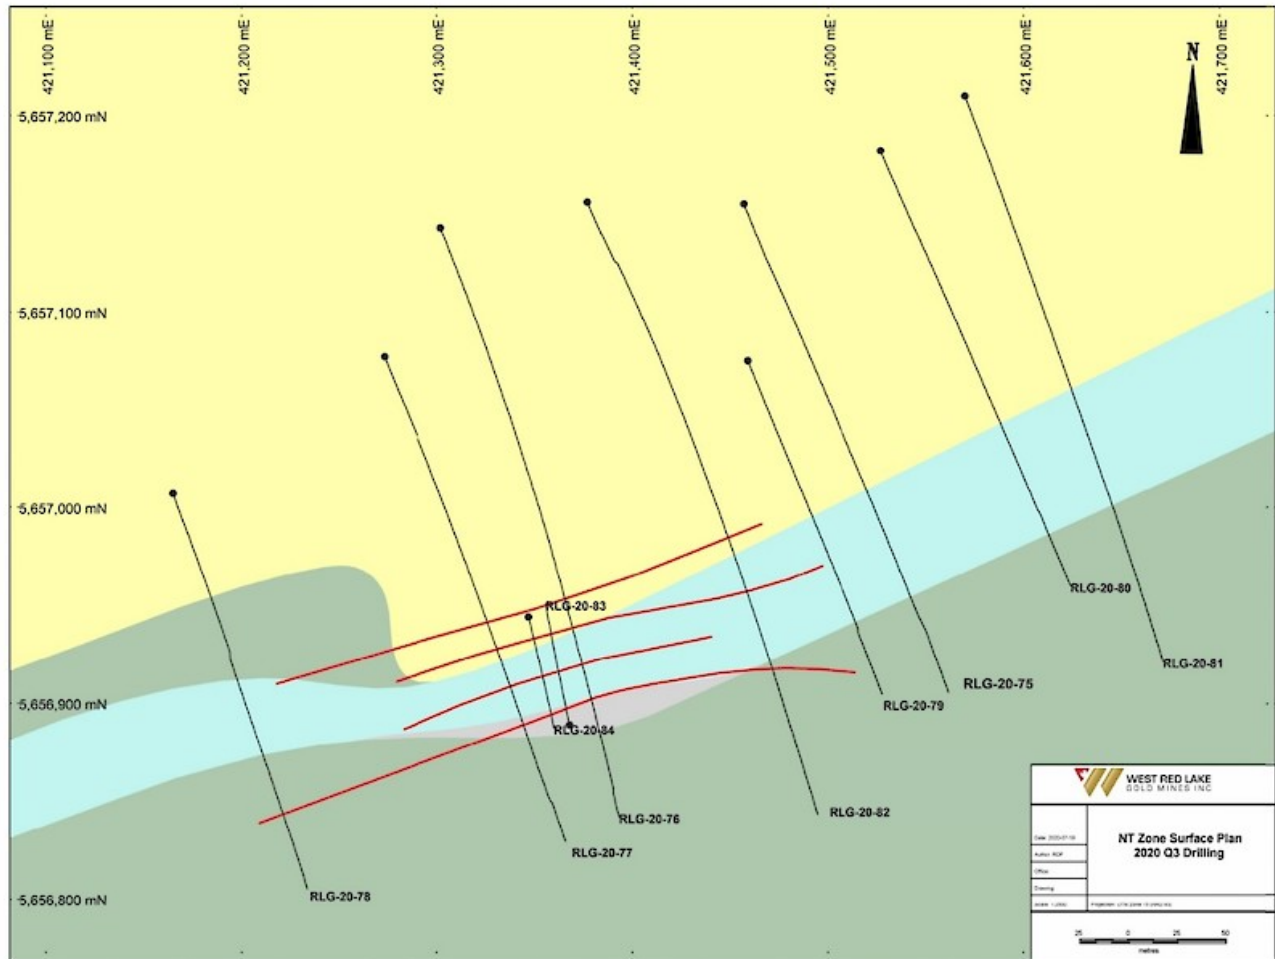 421,100 mE
421,200 mE
421,300 mE
421,400 mE
421,500 mE
421,600 mE
421,700 mE
N
5,657,200 mN
5,657,100 mN
5,657,000 mN
5,656,900 mN
5,656,800 mN
RLG-20-83
RLG-20-80
RLG-20-81
RLG-20-75
RLG-20-79
RLG-20-84
RLG-20-76
RLG-20-82
RLG-20-77
RLG-20-78
WEST RED LAKE
GOLD MINES INC
NT Zone Surface Plan
2020 Q3 Drilling
Author:
Office:
Drawing:
25 0 25 50
metres